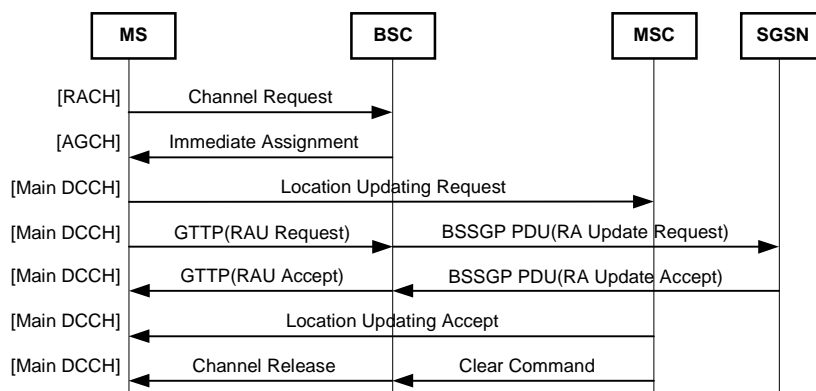 MS BSC MSC SGSN
[RACH] Channel Request
[AGCH] Immediate Assignment
[Main DCCH] Location Updating Request
[Main DCCH] GTTP(RAU Request) BSSGP PDU(RA Update Request)
[Main DCCH] GTTP(RAU Accept) BSSGP PDU(RA Update Accept)
[Main DCCH] Location Updating Accept
[Main DCCH] Channel Release Clear Command